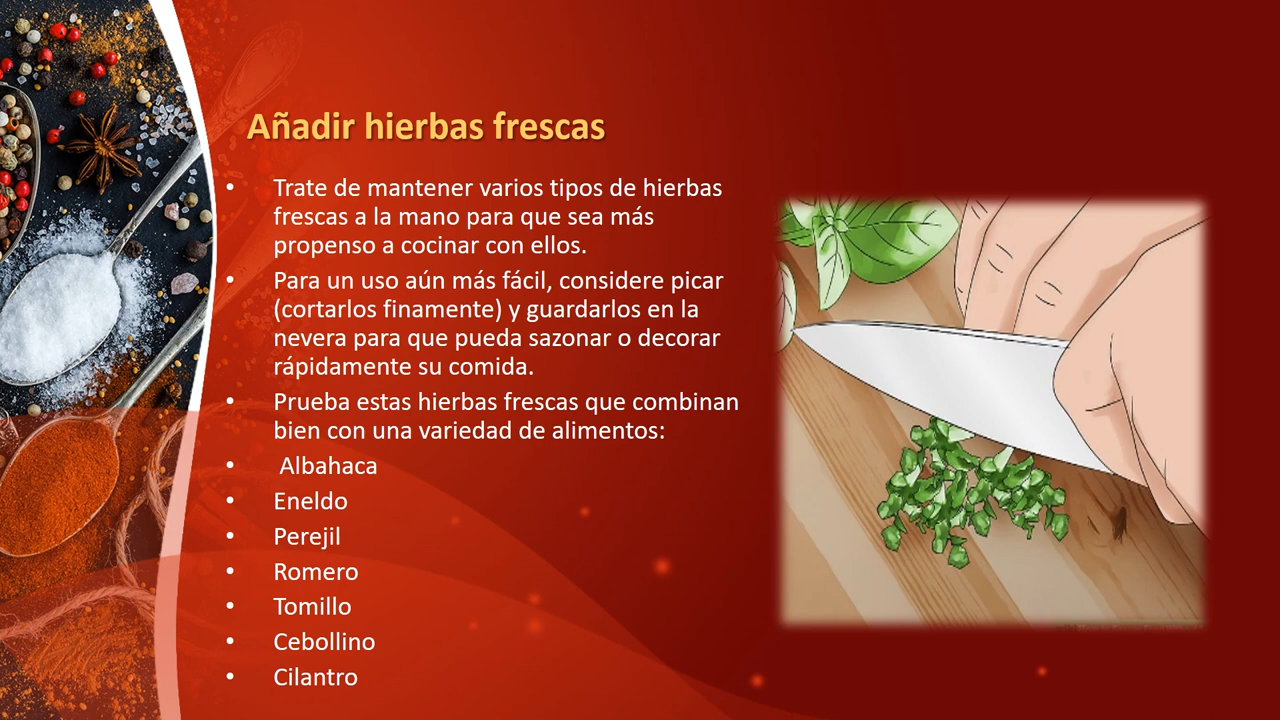 Añadir hierbas frescas
• Trate de mantener varios tipos de hierbas
frescas a la mano para que sea más
propenso a cocinar con ellos.
• Para un uso aún más fácil, considere picar
(cortarlos finamente) y guardarlos en la
nevera para que pueda sazonar o decorar
rápidamente su comida.
• Prueba estas hierbas frescas que combinan
bien con una variedad de alimentos:
• Albahaca
• Eneldo
• Perejil
• Romero
• Tomillo
• Cebollino
• Cilantro